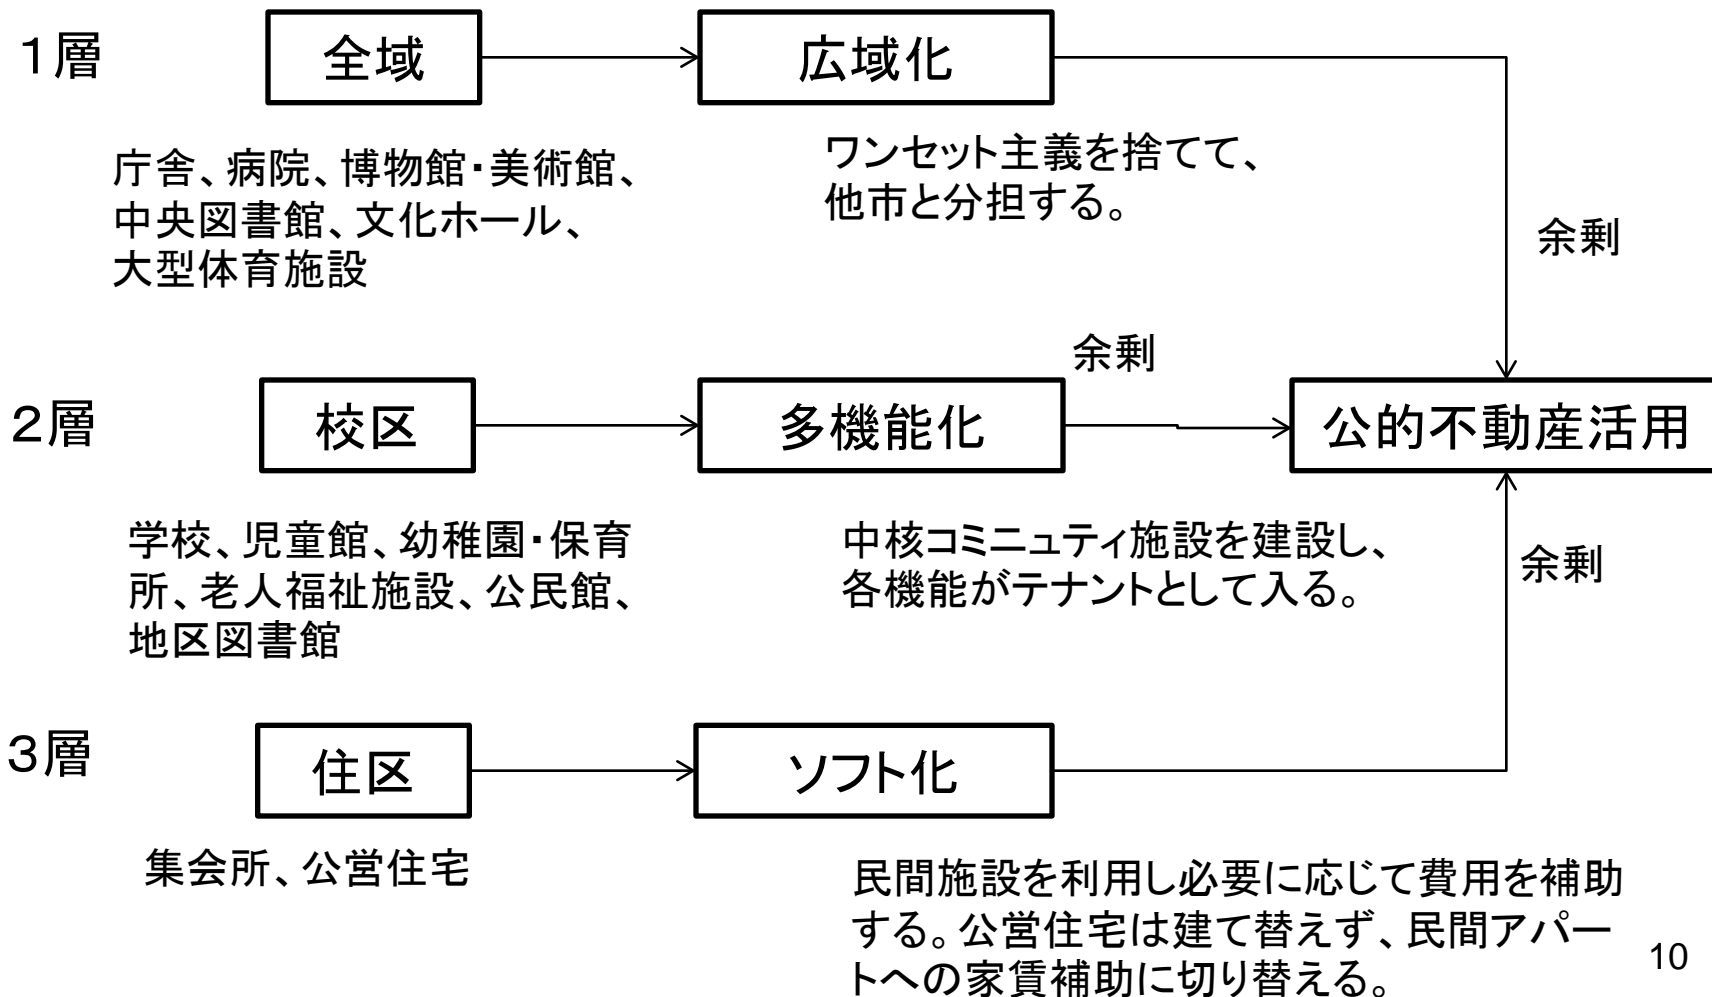 1層
全域
広域化
庁舎、病院、博物館・美術館、
中央図書館、文化ホール、
大型体育施設
ワンセット主義を捨てて、
他市と分担する。
余剰
2層
校区
多機能化
余剰
公的不動産活用
学校、児童館、幼稚園・保育
所、老人福祉施設、公民館、
地区図書館
中核コミニュティ施設を建設し、
各機能がテナントとして入る。
余剰
3層
住区
ソフト化
集会所、公営住宅
民間施設を利用し必要に応じて費用を補助
する。公営住宅は建て替えず、民間アパー
トへの家賃補助に切り替える。
10